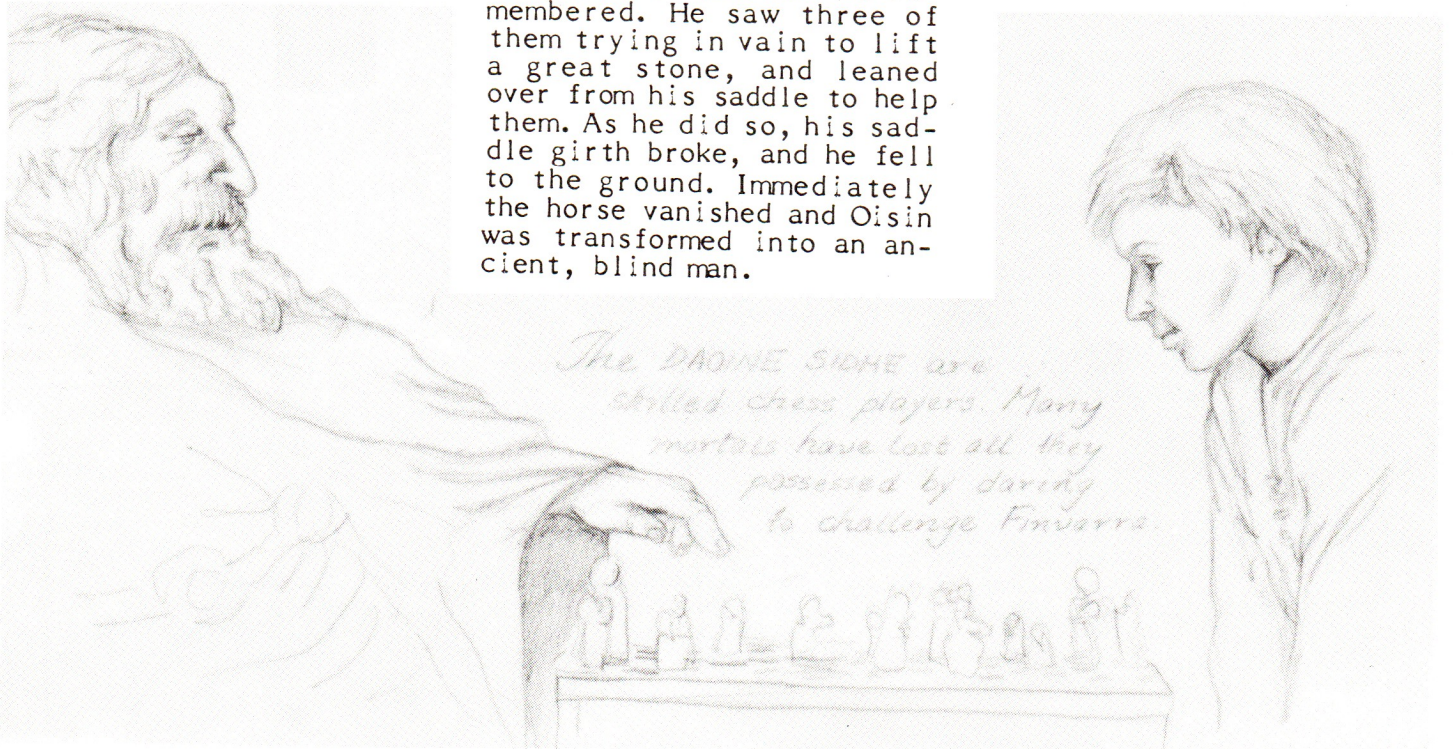 membered. He saw three of
them trying in vain to lift
a great stone, and leaned
over from his saddle to help
them. As he did so, his sad-
dle girth broke, and he fell
to the ground. Immediately
the horse vanished and Oisin
was transformed into an an-
cient, blind man.
The DAOINE SIDHE are
skilled chess players. Many
mortals have lost all they
possessed by daring
to challenge Finvarra.